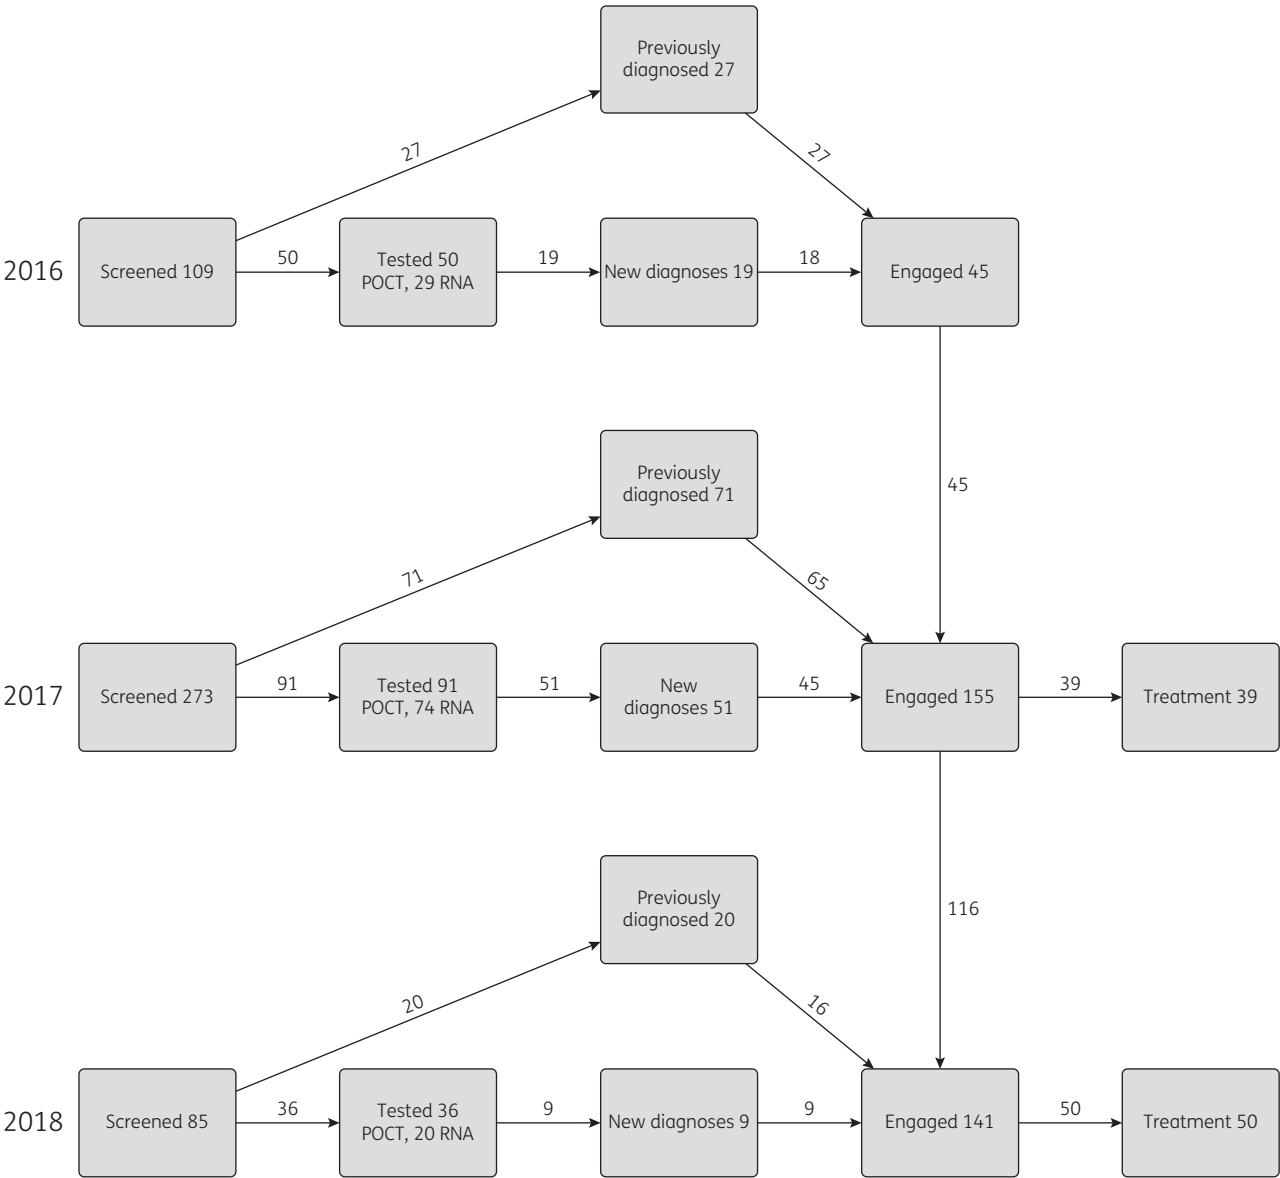 Previously
diagnosed 27
27
27
2016
Screened 109
50
Tested 50
POCT, 29 RNA
19
New diagnoses 19
18
Engaged 45
45
Previously
diagnosed 71
71
65
2017
Screened 273
91
Tested 91
POCT, 74 RNA
51
New
diagnoses 51
45
Engaged 155
39
Treatment 39
116
Previously
diagnosed 20
20
16
2018
Screened 85
36
Tested 36
POCT, 20 RNA
9
New diagnoses 9
9
Engaged 141
50
Treatment 50